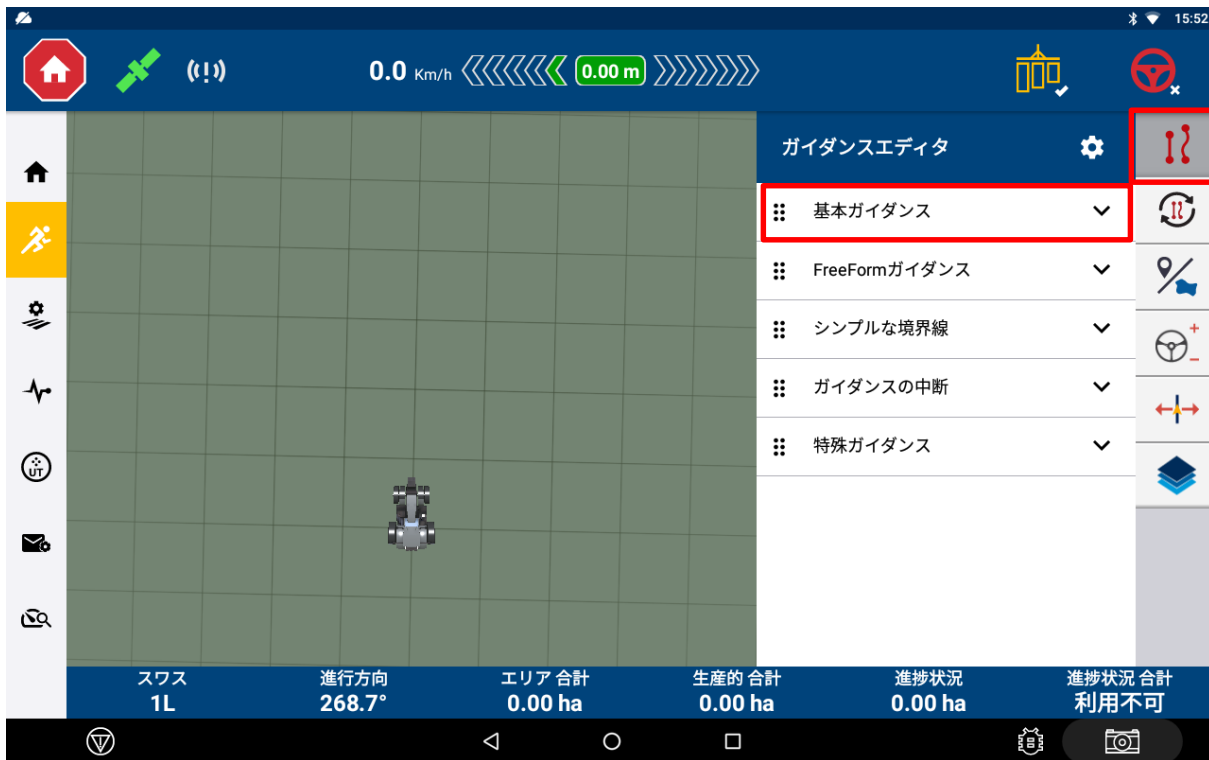 15:52
0.0 Km/h 0.00 m
ガイダンスエディタ
基本ガイダンス
FreeFormガイダンス
シンプルな境界線
ガイダンスの中断
特殊ガイダンス
UT
スワス 進行方向 エリア 合計 生産的 合計 進捗状況 進捗状況 合計
1L 268.7° 0.00 ha 0.00 ha 0.00 ha 利用不可